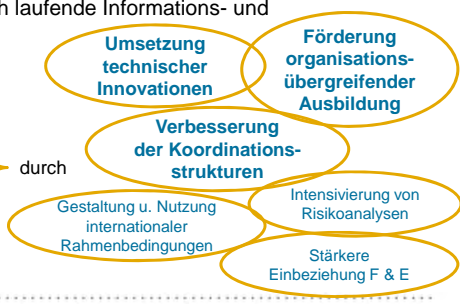 laufende Informations- und
Umsetzung
technischer
Innovationen
Förderung
organisations-
übergreifender
Ausbildung
Verbesserung
der Koordinations-
strukturen
durch
Gestaltung u. Nutzung
internationaler
Rahmenbedingungen
Intensivierung von
Risikoanalysen
Stärkere
Einbeziehung F & E